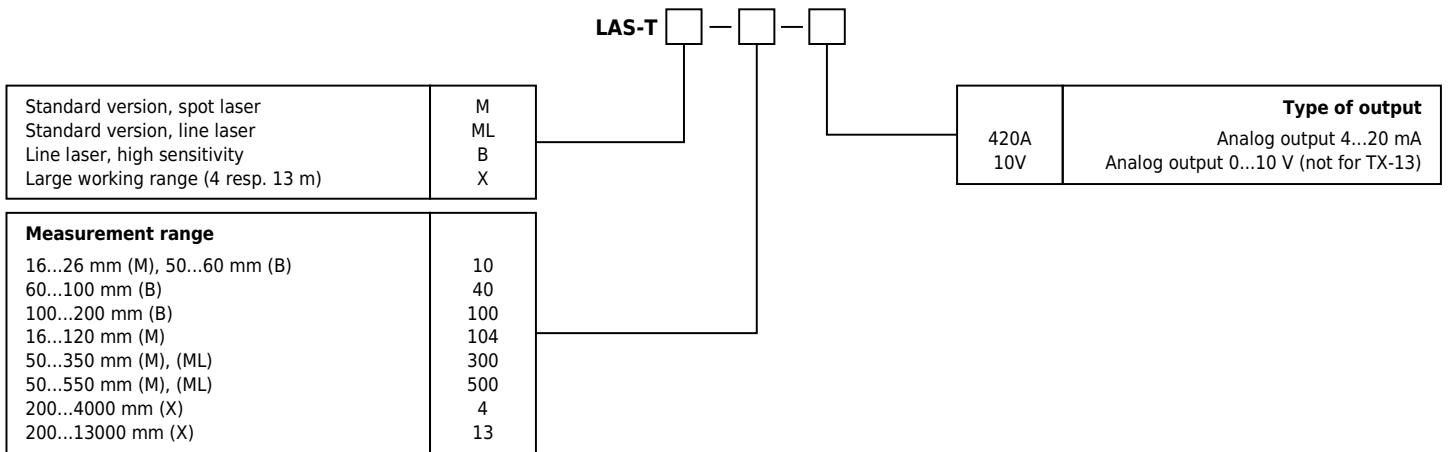 LAS-T — —
Standard version, spot laser M
Standard version, line laser ML
Line laser, high sensitivity B
Large working range (4 resp. 13 m) X
Measurement range
16...26 mm (M), 50...60 mm (B) 10
60...100 mm (B) 40
100...200 mm (B) 100
16...120 mm (M) 104
50...350 mm (M), (ML) 300
50...550 mm (M), (ML) 500
200...4000 mm (X) 4
200...13000 mm (X) 13
Type of output
420A Analog output 4...20 mA
10V Analog output 0...10 V (not for TX-13)